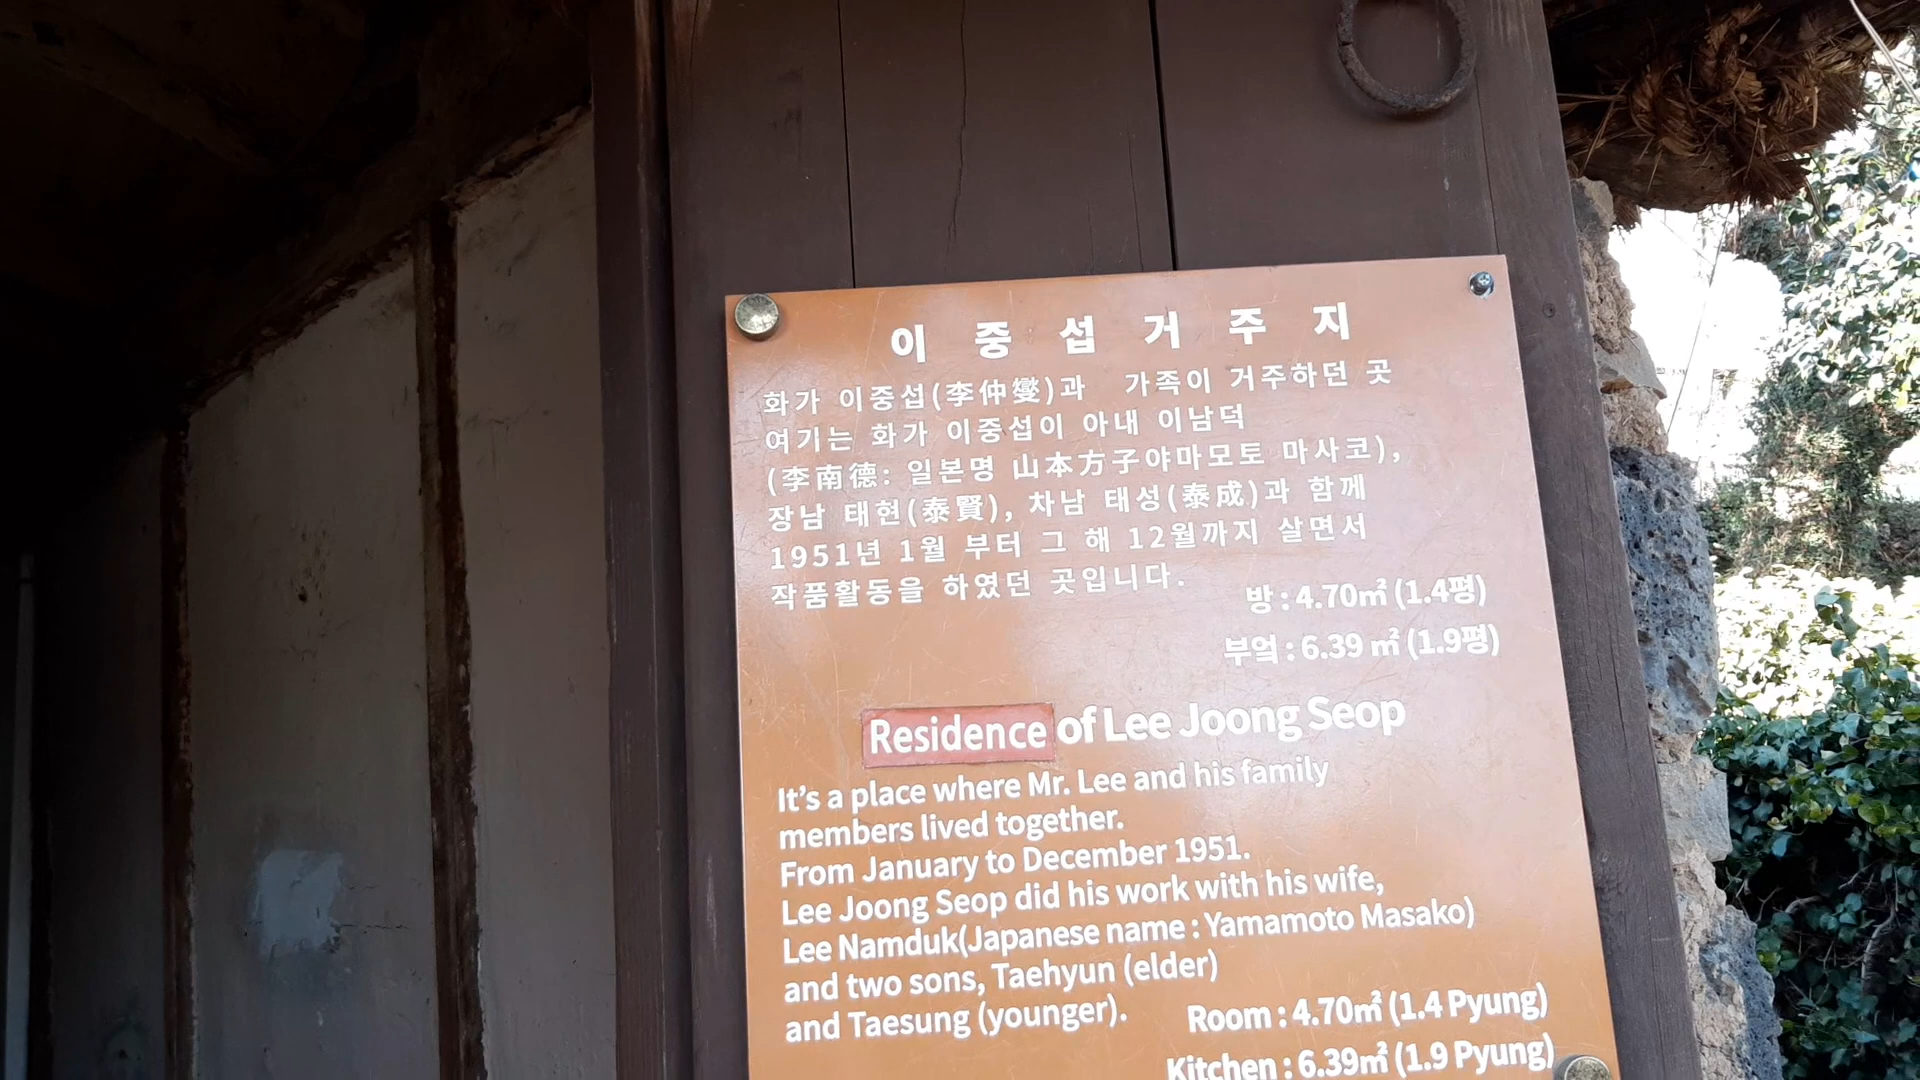 이중섭거주지
화가 이중섭(李仲燮)과 가족이 거주하던 곳
여기는 화가 이중섭이 아내 이남덕
(李南德: 일본명 山本方子야마모토 마사코),
장남 태현(泰賢), 차남 태성(泰成)과 함께
1951년 1월 부터 그 해 12월까지 살면서
작품활동을 하였던 곳입니다.
방 : 4.70㎡ (1.4평)
부엌 : 6.39 ㎡ (1.9평)
Residence of Lee Joong Seop
It's a place where Mr. Lee and his family
members lived together.
From January to December 1951.
Lee Joong Seop did his work with his wife,
Lee Namduk(Japanese name : Yamamoto Masako)
and two sons, Taehyun (elder)
and Taesung (younger).
Room : 4.70㎡ (1.4 Pyung)
Kitchen : 6.39㎡ (1.9 Pyung)